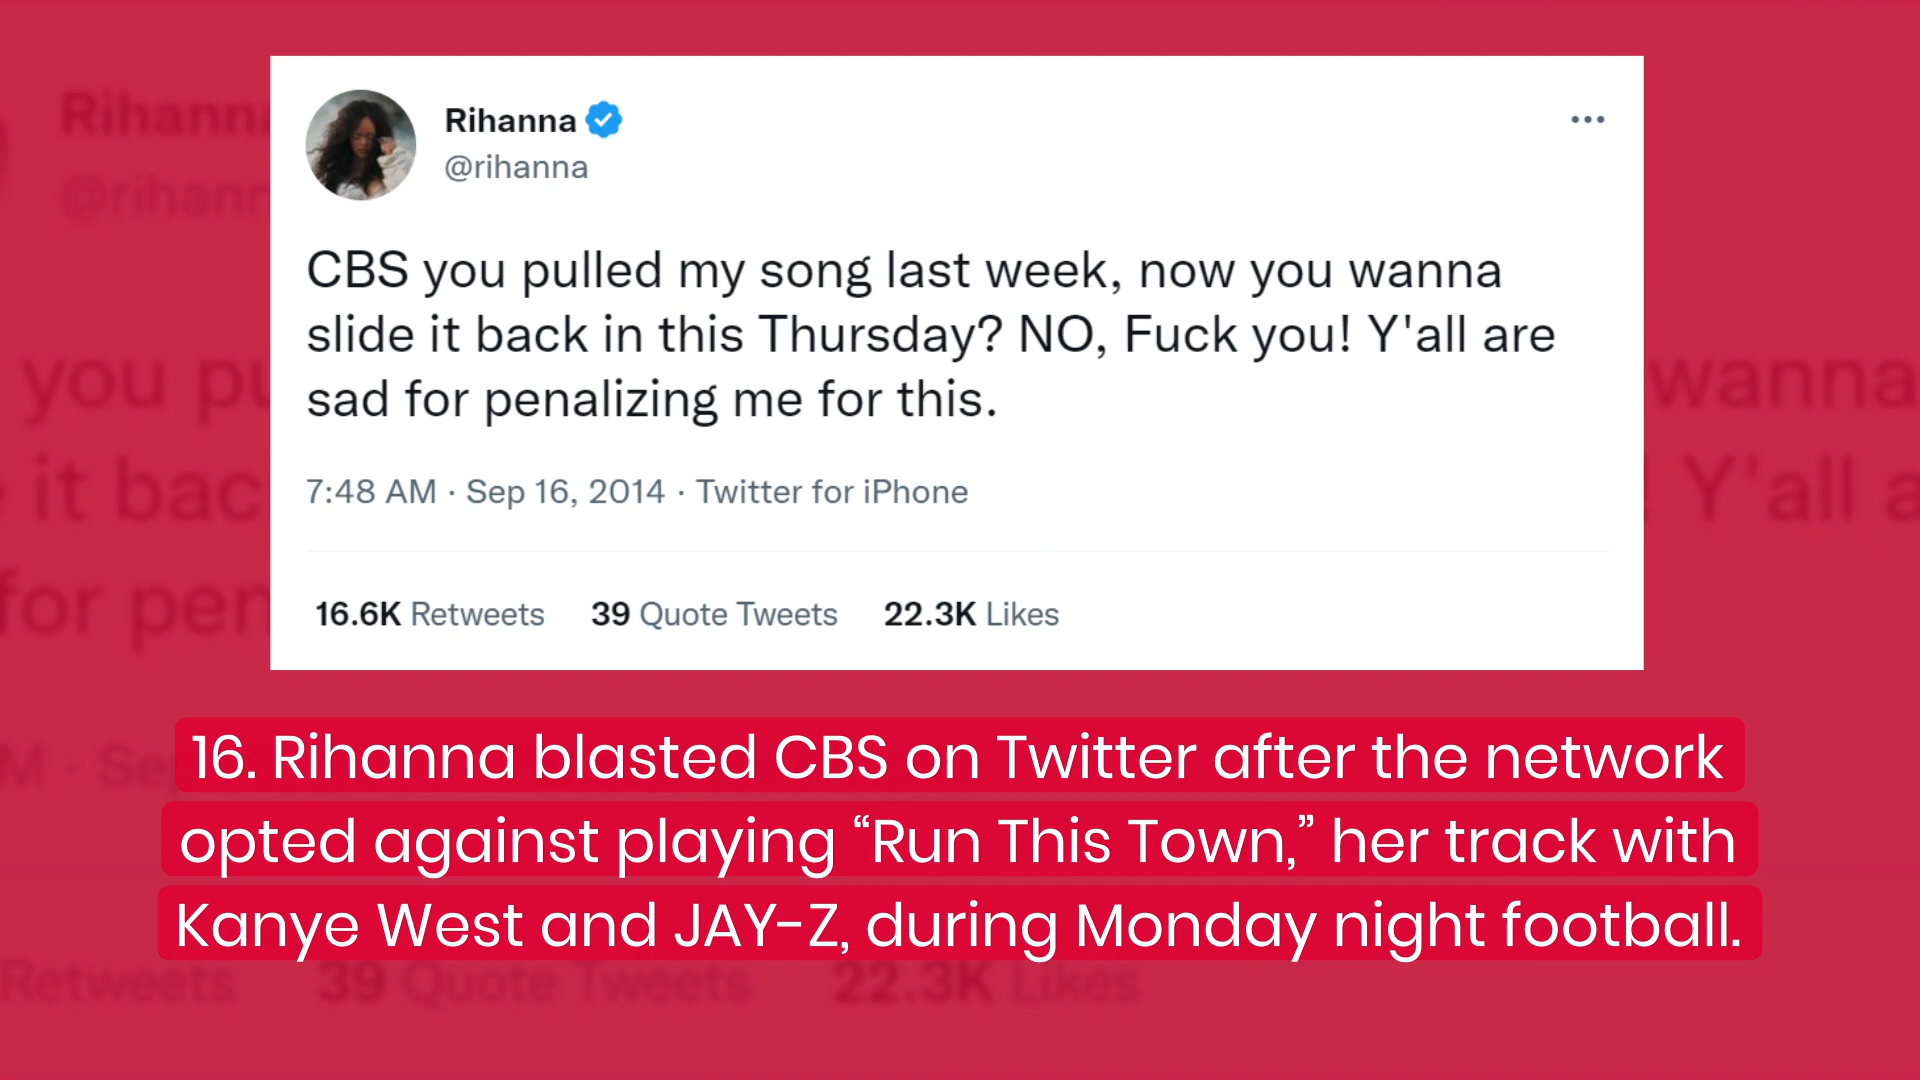 Rihanna
@rihanna
CBS you pulled my song last week, now you wanna
slide it back in this Thursday? NO, Fuck you! Y'all are
sad for penalizing me for this.
7:48 AM · Sep 16, 2014 · Twitter for iPhone
16.6K Retweets 39 Quote Tweets 22.3K Likes
16. Rihanna blasted CBS on Twitter after the network
opted against playing “Run This Town,” her track with
Kanye West and JAY-Z, during Monday night football.